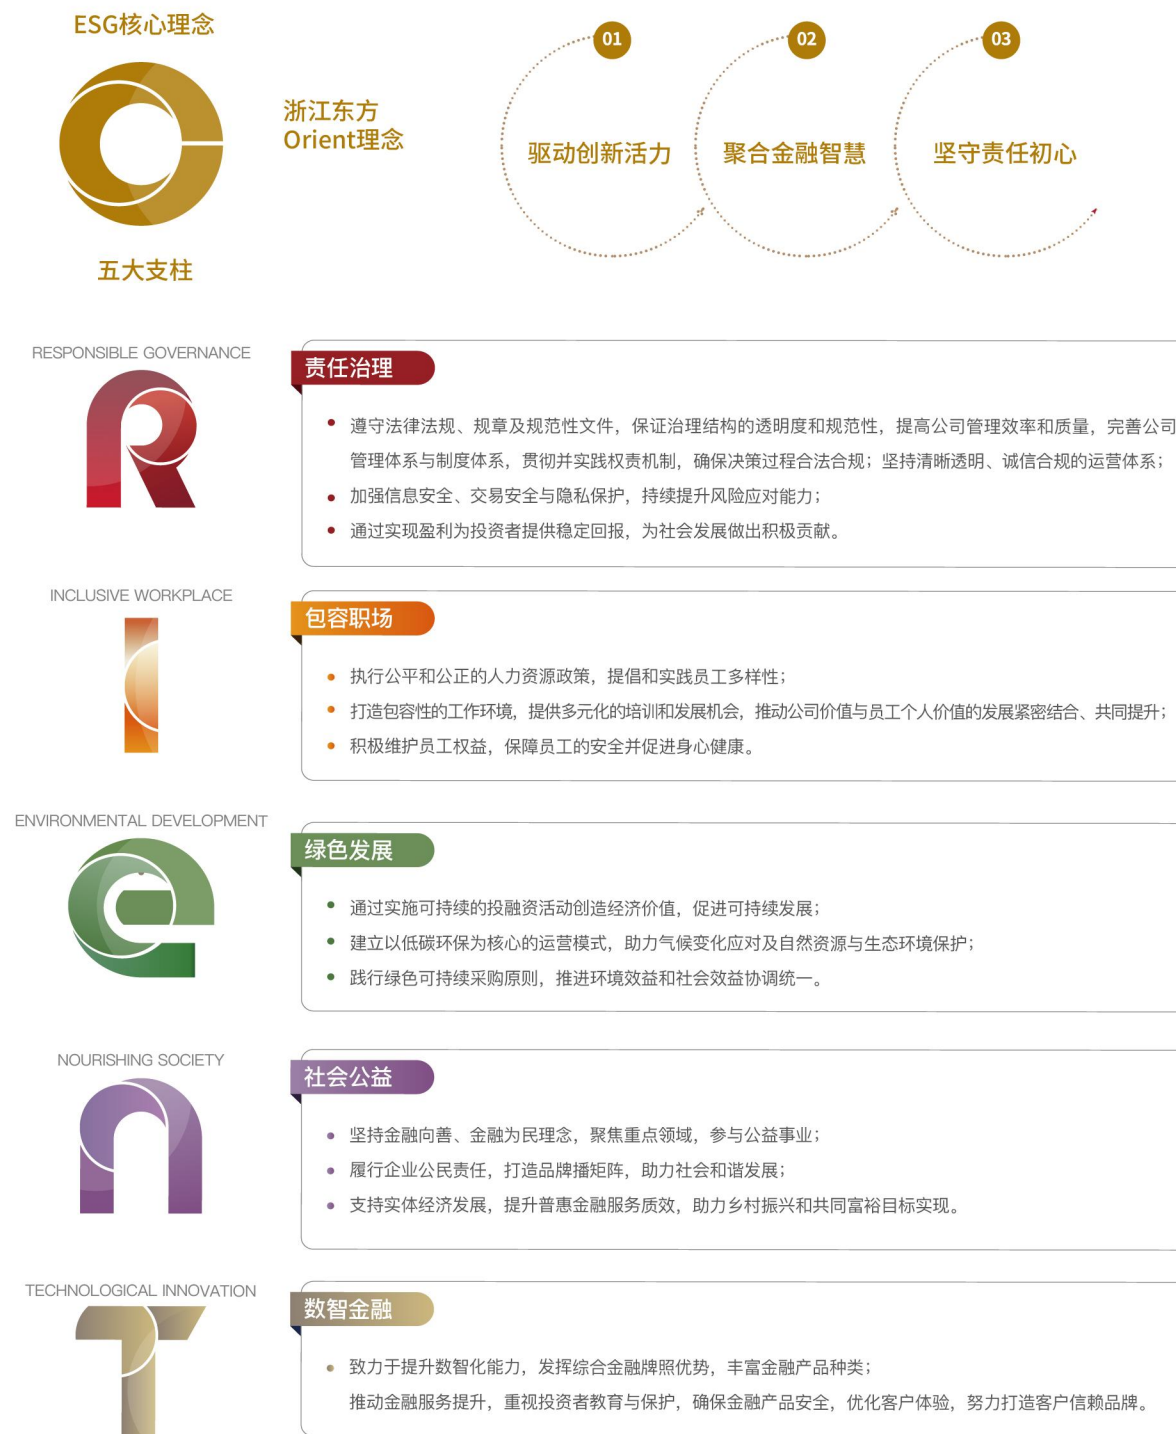 ESG核心理念
浙江东方
Orient理念
01
驱动创新活力
02
聚合金融智慧
03
坚守责任初心
五大支柱
RESPONSIBLE GOVERNANCE
责任治理
遵守法律法规、规章及规范性文件，保证治理结构的透明度和规范性，提高公司管理效率和质量，完善公司
管理体系与制度体系，贯彻并实践权责机制，确保决策过程合法合规；坚持清晰透明、诚信合规的运营体系；
加强信息安全、交易安全与隐私保护，持续提升风险应对能力；
通过实现盈利为投资者提供稳定回报，为社会发展做出积极贡献。
INCLUSIVE WORKPLACE
包容职场
执行公平和公正的人力资源政策，提倡和实践员工多样性；
打造包容性的工作环境，提供多元化的培训和发展机会，推动公司价值与员工个人价值的发展紧密结合、共同提升；
积极维护员工权益，保障员工的安全并促进身心健康。
ENVIRONMENTAL DEVELOPMENT
绿色发展
通过实施可持续的投融资活动创造经济价值，促进可持续发展；
建立以低碳环保为核心的运营模式，助力气候变化应对及自然资源与生态环境保护；
践行绿色可持续采购原则，推进环境效益和社会效益协调统一。
NOURISHING SOCIETY
社会公益
坚持金融向善、金融为民理念，聚焦重点领域，参与公益事业；
履行企业公民责任，打造品牌播矩阵，助力社会和谐发展；
支持实体经济发展，提升普惠金融服务质效，助力乡村振兴和共同富裕目标实现。
TECHNOLOGICAL INNOVATION
数智金融
致力于提升数智化能力，发挥综合金融牌照优势，丰富金融产品种类；
推动金融服务提升，重视投资者教育与保护，确保金融产品安全，优化客户体验，努力打造客户信赖品牌。